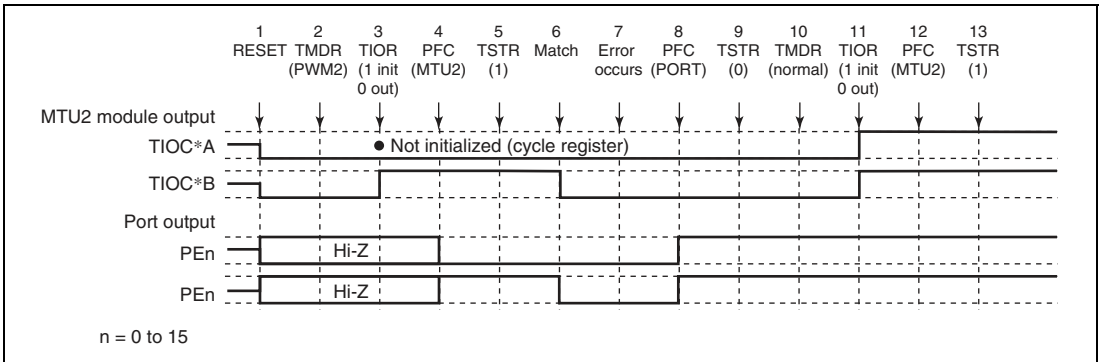 1 2 3 4 5 6 7 8 9 10 11 12 13
RESET TMDR TIOR PFC TSTR Match Error PFC TSTR TMDR TIOR PFC TSTR
(PWM2) (1 init (MTU2) (1) occurs (PORT) (0) (normal) (1 init (MTU2) (1)
0 out) 0 out)
MTU2 module output
TIOC*A
● Not initialized (cycle register)
TIOC*B
Port output
PEn Hi-Z
PEn Hi-Z
n = 0 to 15